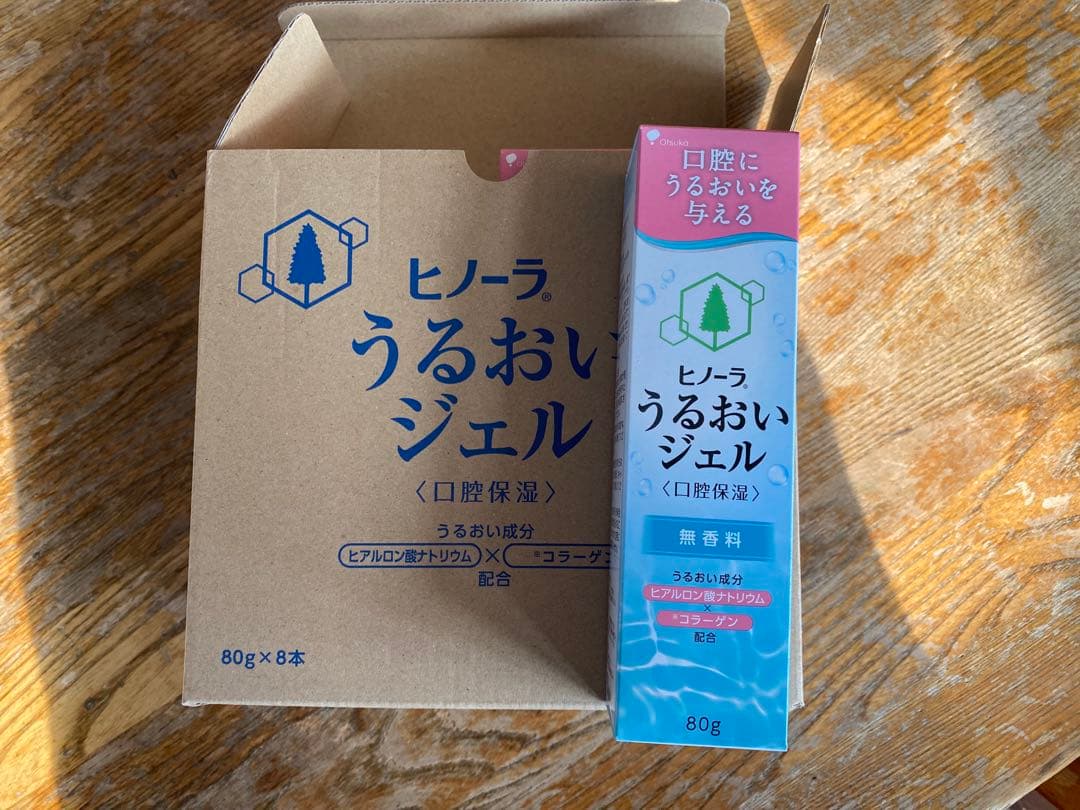 ヒノーラ®
うるおい
ジェル
〈口腔保湿〉
うるおい成分
ヒアルロン酸ナトリウム×※コラーゲン
配合
80g×8本
Otsuka
口腔に
うるおいを
与える
ヒノーラ®
うるおい
ジェル
〈口腔保湿〉
無香料
うるおい成分
ヒアルロン酸ナトリウム
×
※コラーゲン
配合
80g